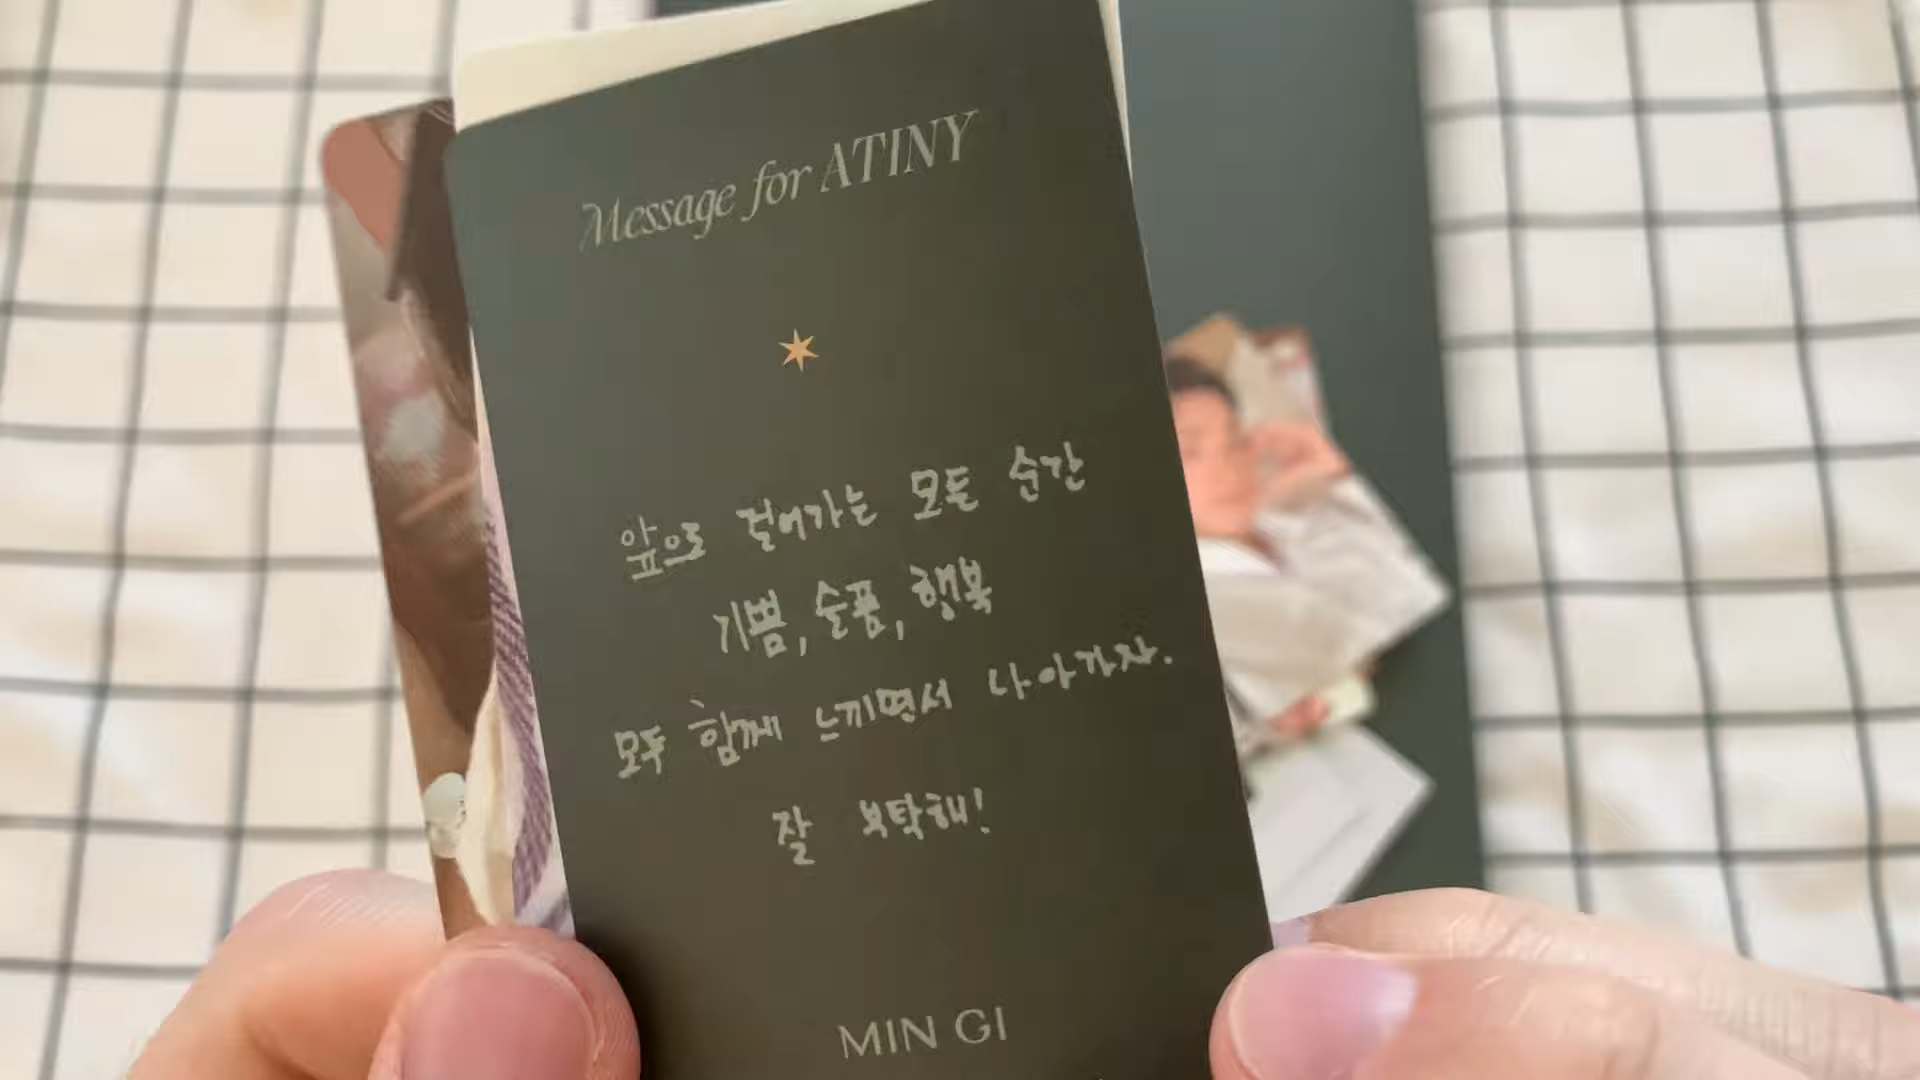 Message for ATINY
앞으로 걸어가는 모든 순간
기쁨, 슬픔, 행복
모두 함께 느끼면서 나아가자.
잘 부탁해!
MIN GI